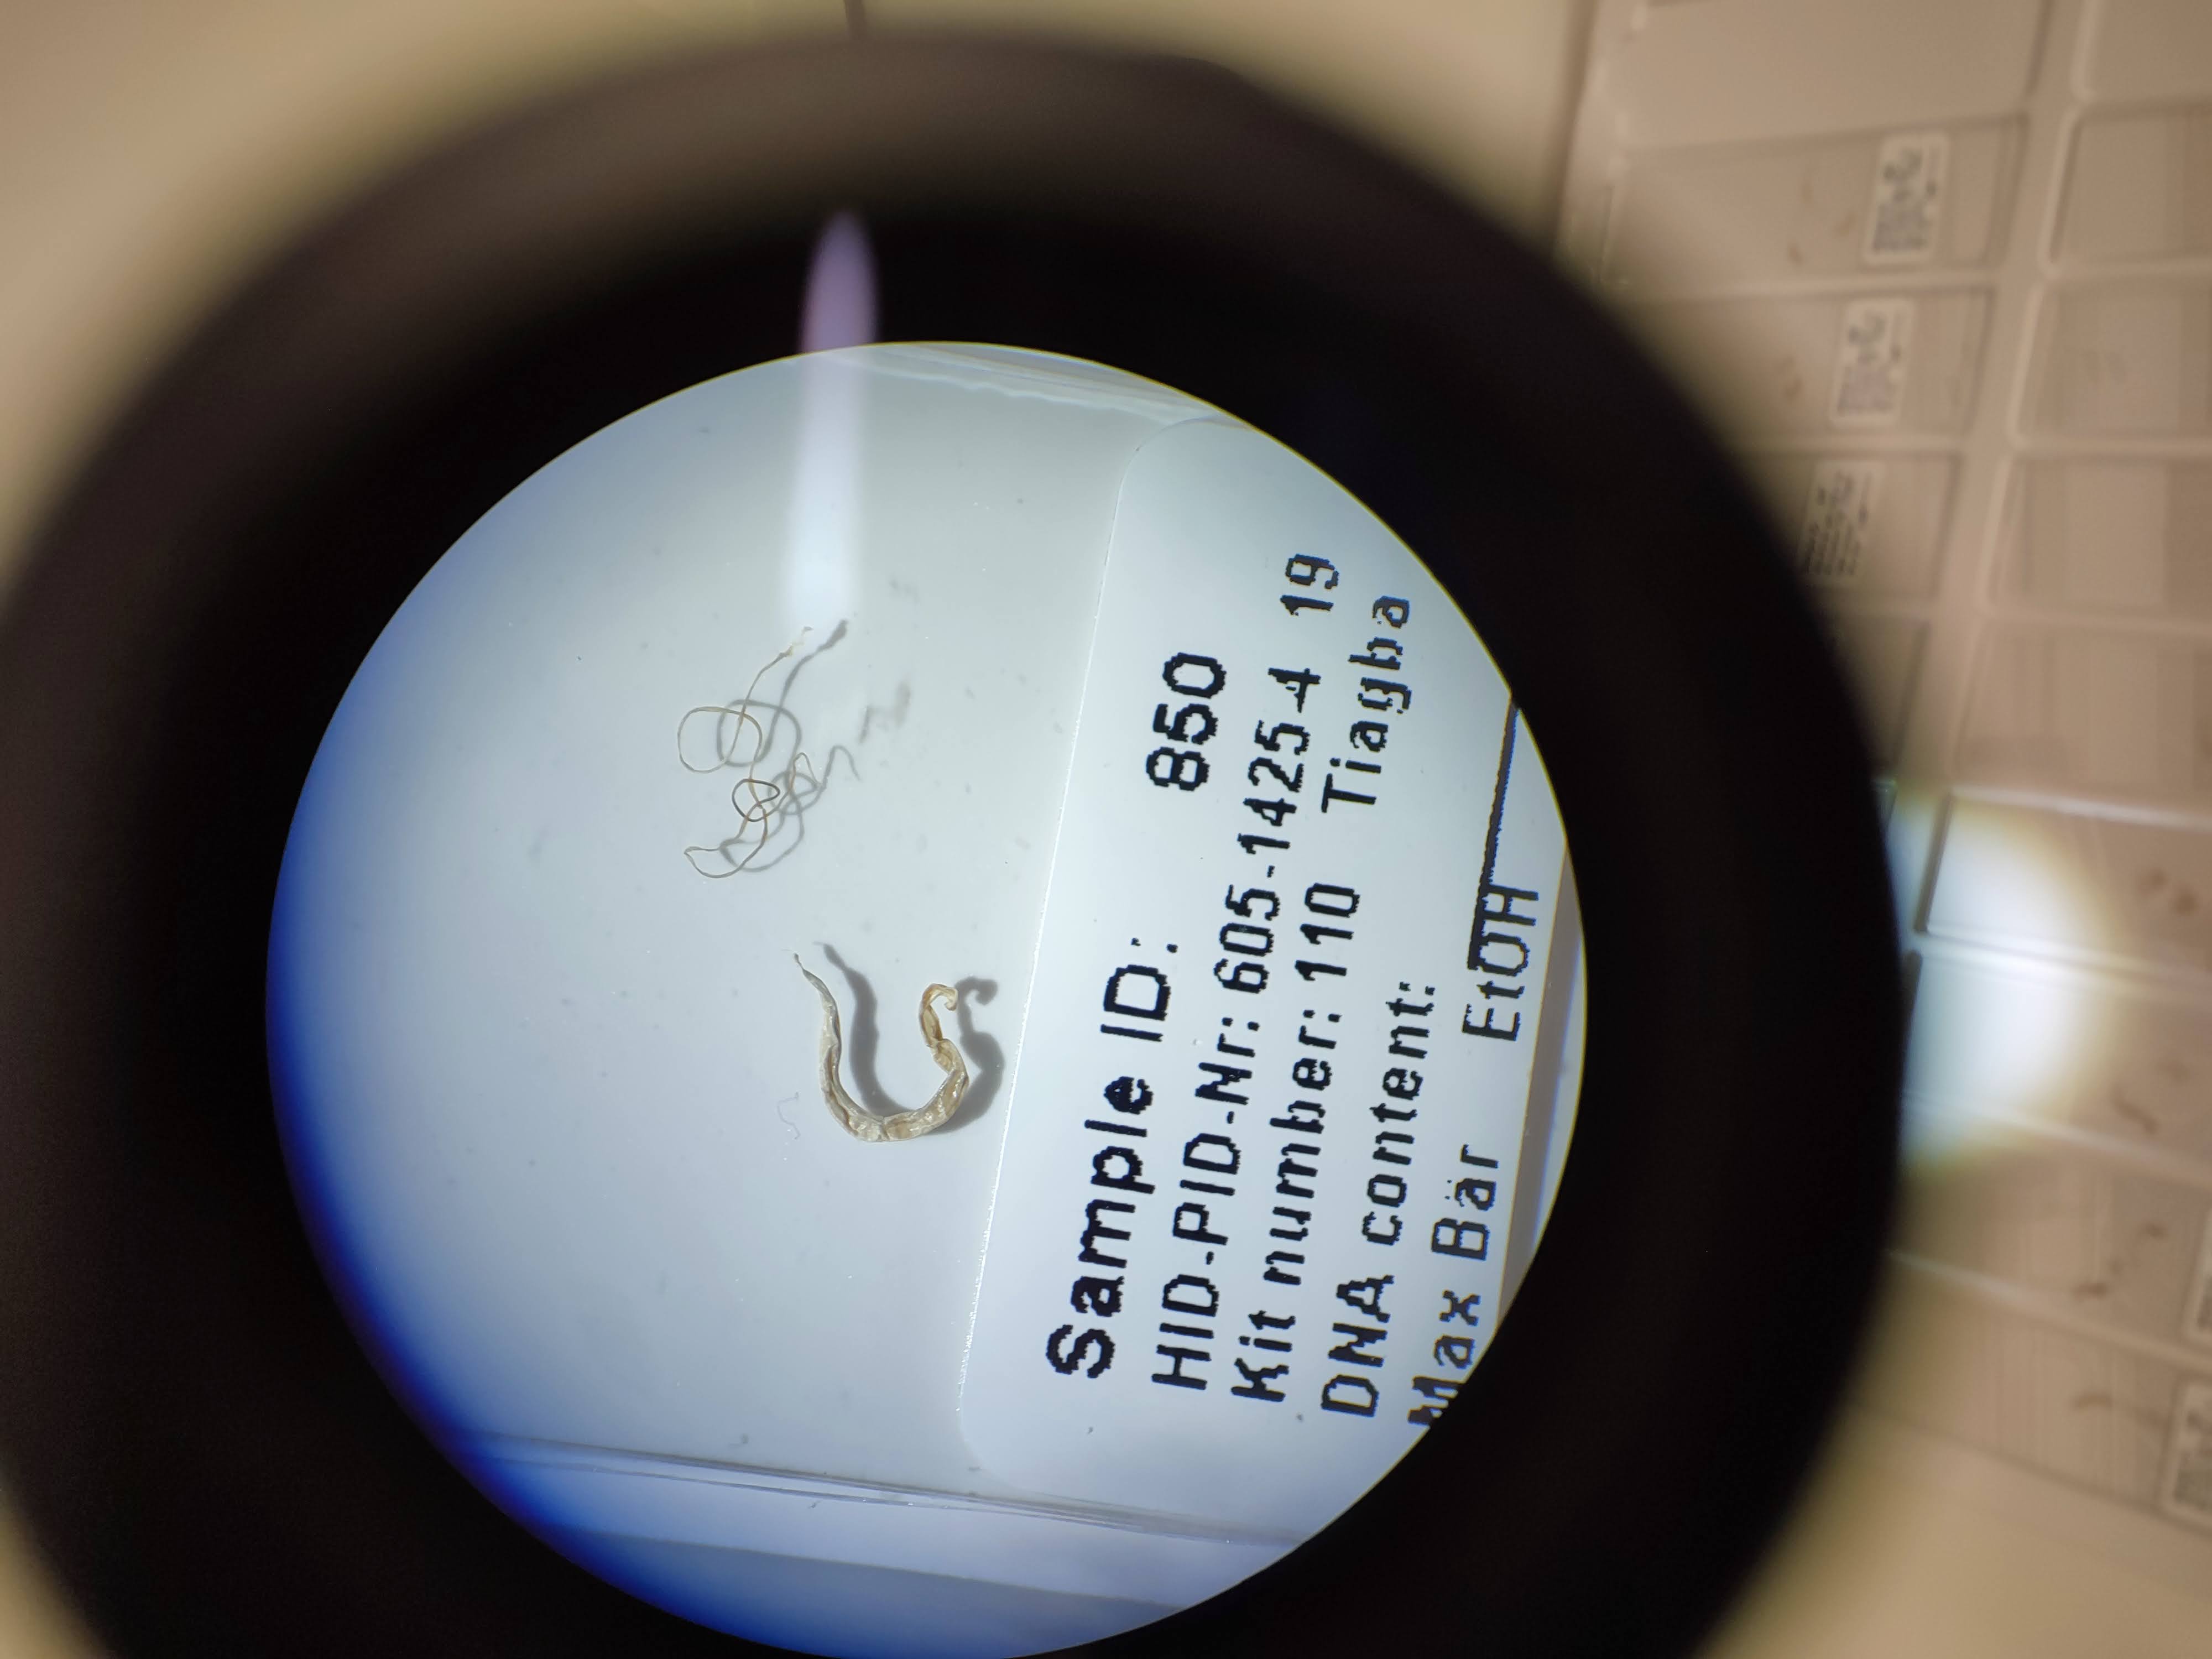 Sample ID: 850
HID-PID-Nr: 605-1425-4 19
Kit number: 110 Tiagba
DNA content:
Max Bär EtOH